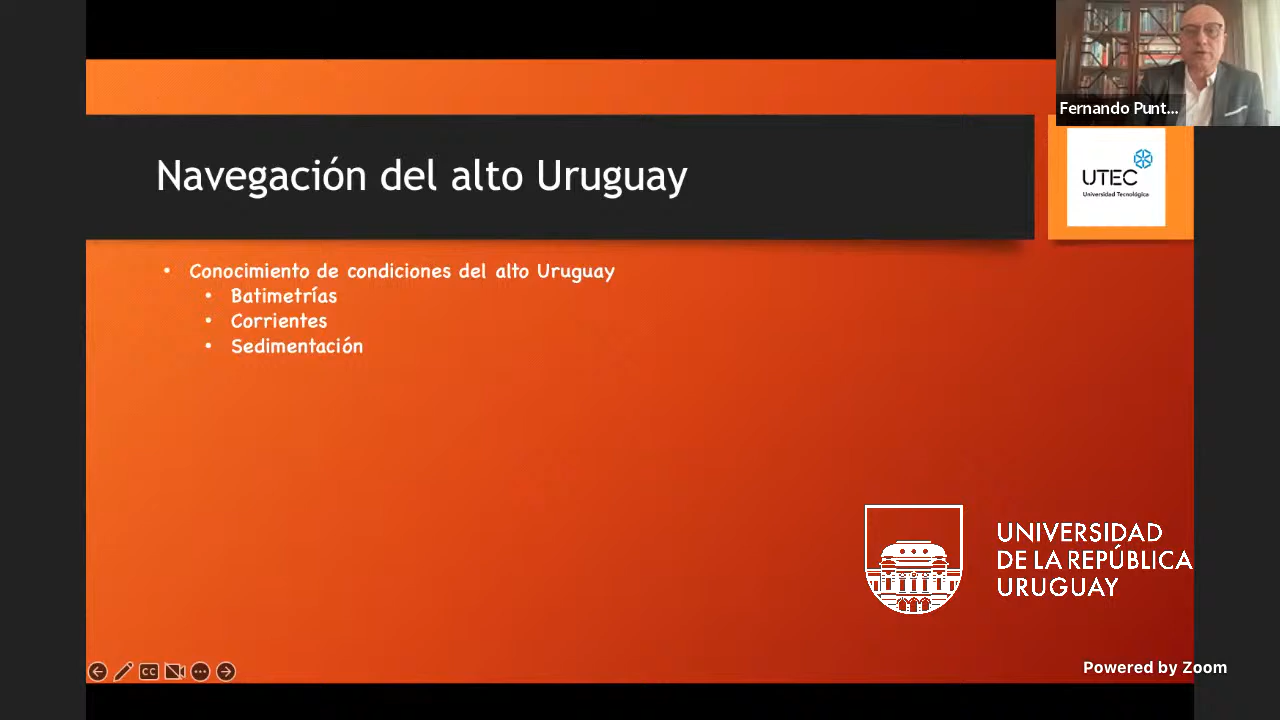 Fernando Punt...
Navegación del alto Uruguay
UTEC
Universidad Tecnológica
• Conocimiento de condiciones del alto Uruguay
• Batimetrías
• Corrientes
• Sedimentación
UNIVERSIDAD
DE LA REPÚBLICA
URUGUAY
CC
Powered by Zoom